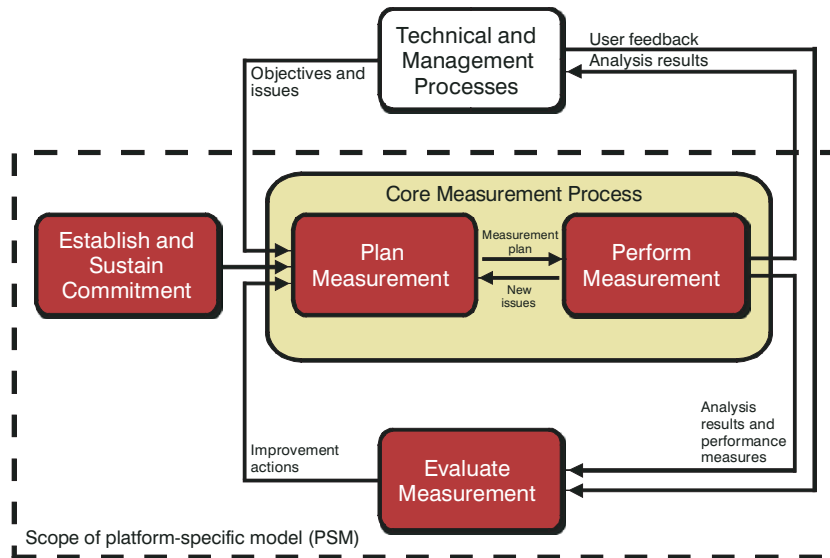 Technical and
Management
Processes
User feedback
Analysis results
Objectives and
issues
Core Measurement Process
Establish and
Sustain
Commitment
Plan
Measurement
Measurement
plan
New
issues
Perform
Measurement
Analysis
results and
performance
measures
Improvement
actions
Evaluate
Measurement
Scope of platform-specific model (PSM)